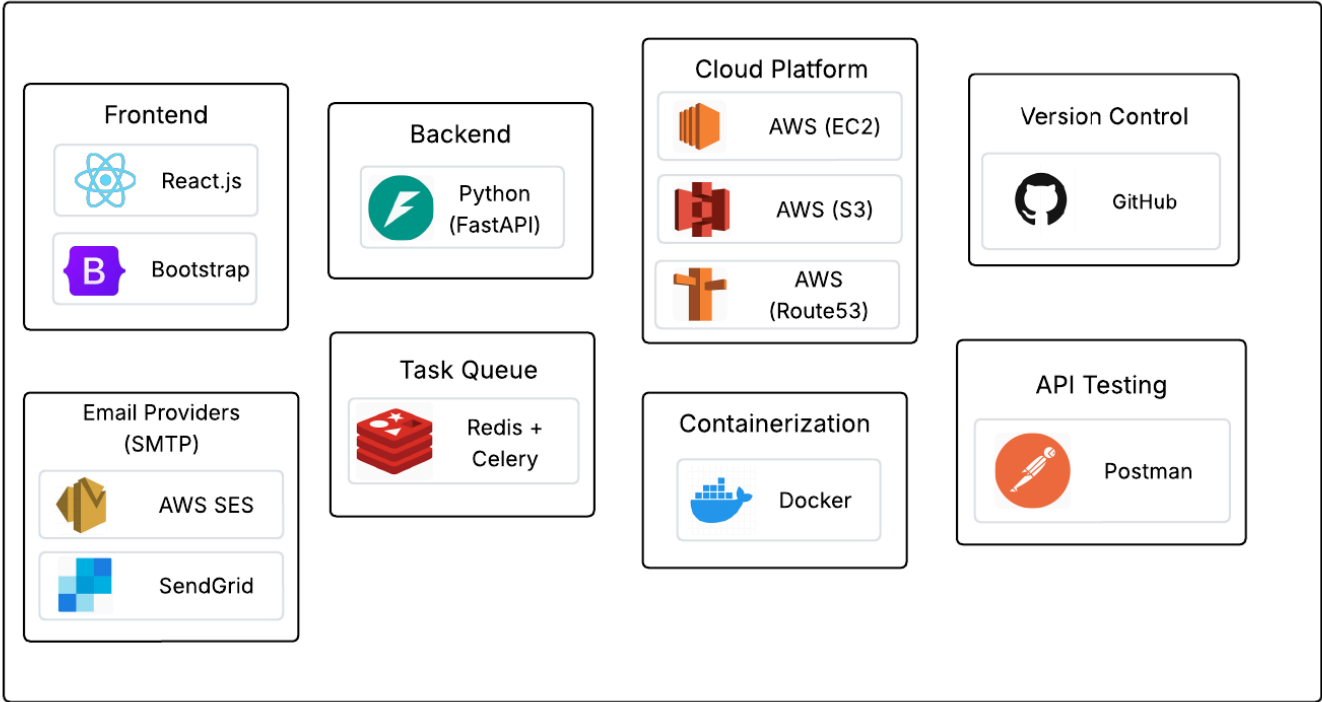 Frontend
React.js
B
Bootstrap
Email Providers
(SMTP)
AWS SES
SendGrid
Backend
Python
(FastAPI)
Task Queue
Redis +
Celery
Cloud Platform
AWS (EC2)
AWS (S3)
AWS
(Route53)
Containerization
Docker
Version Control
GitHub
API Testing
Postman